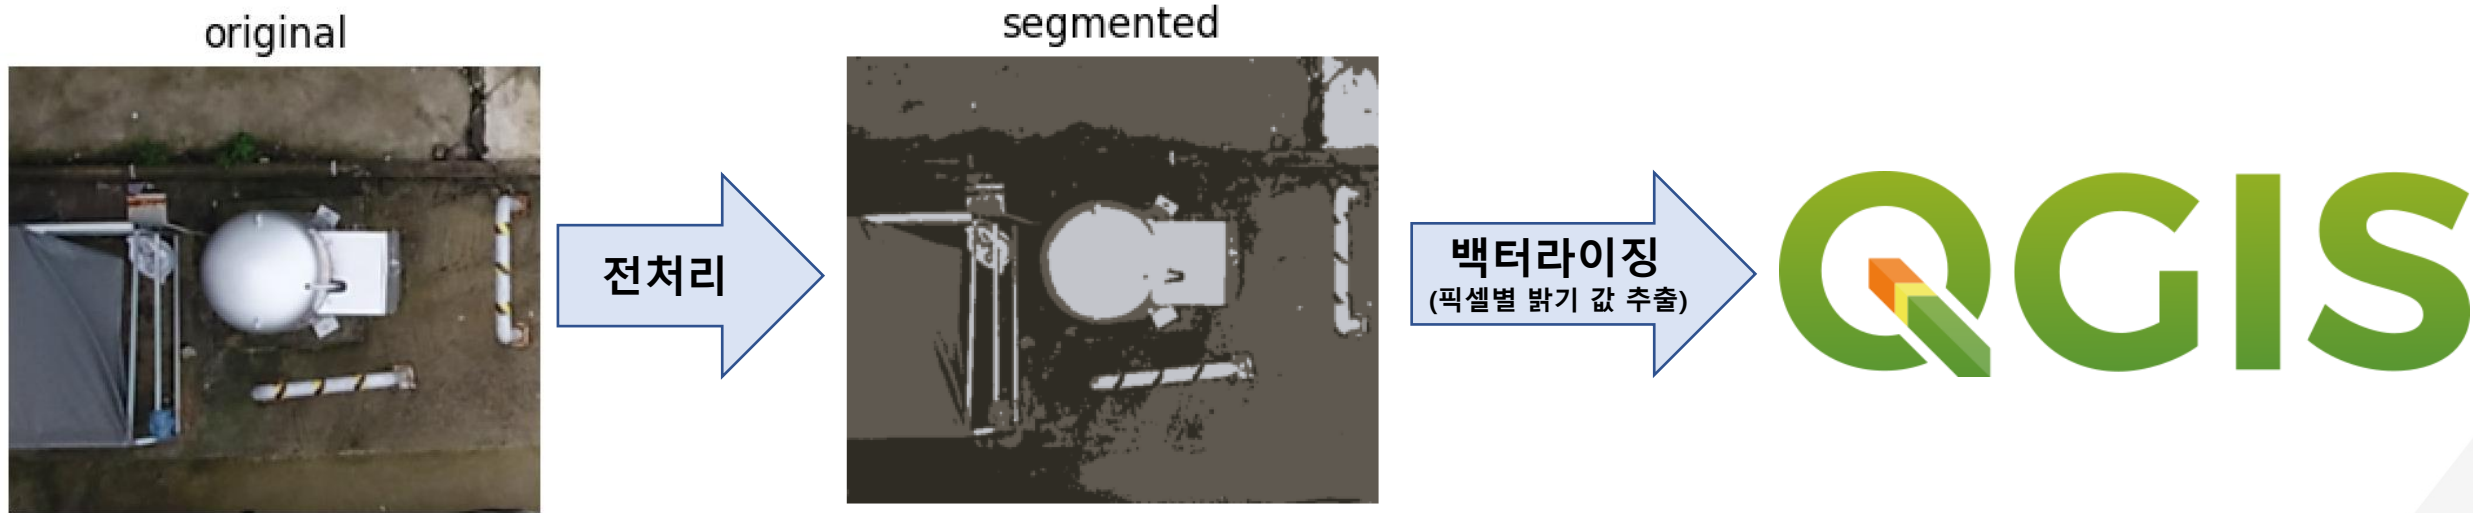 original
segmented
전처리
백터라이징
(픽셀별 밝기 값 추출)
QGIS